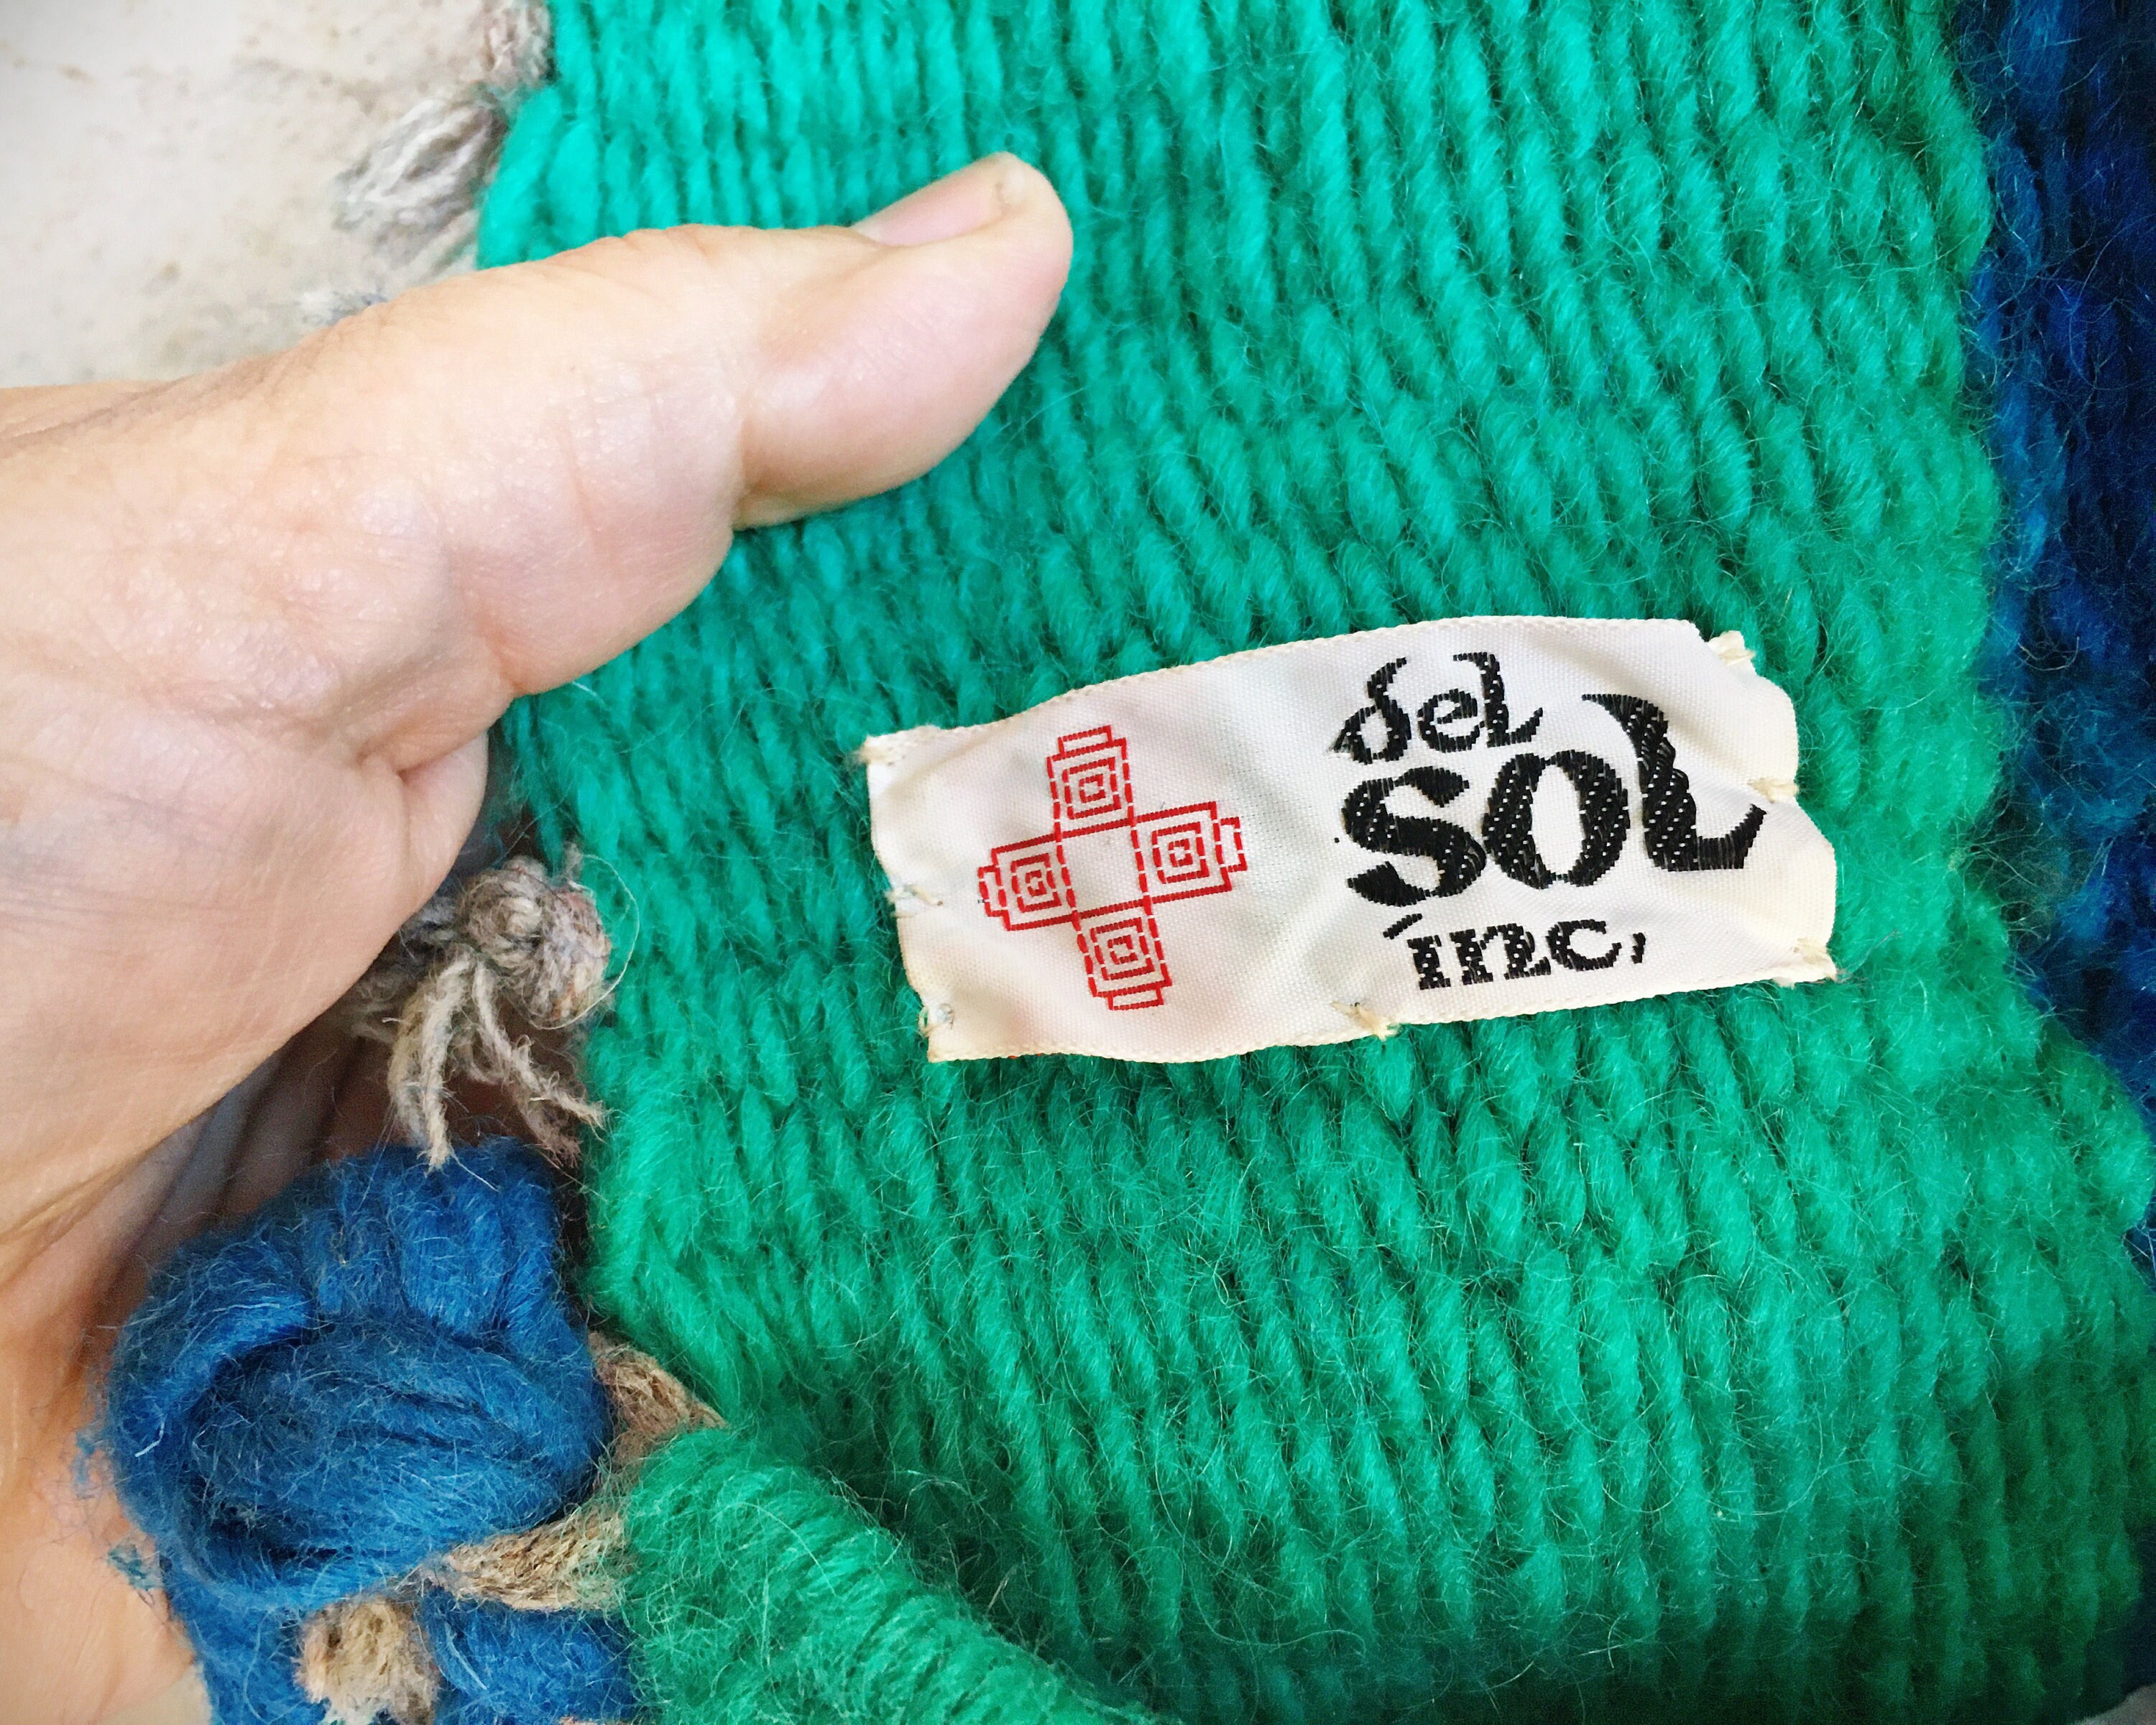 del
SOL
inc,